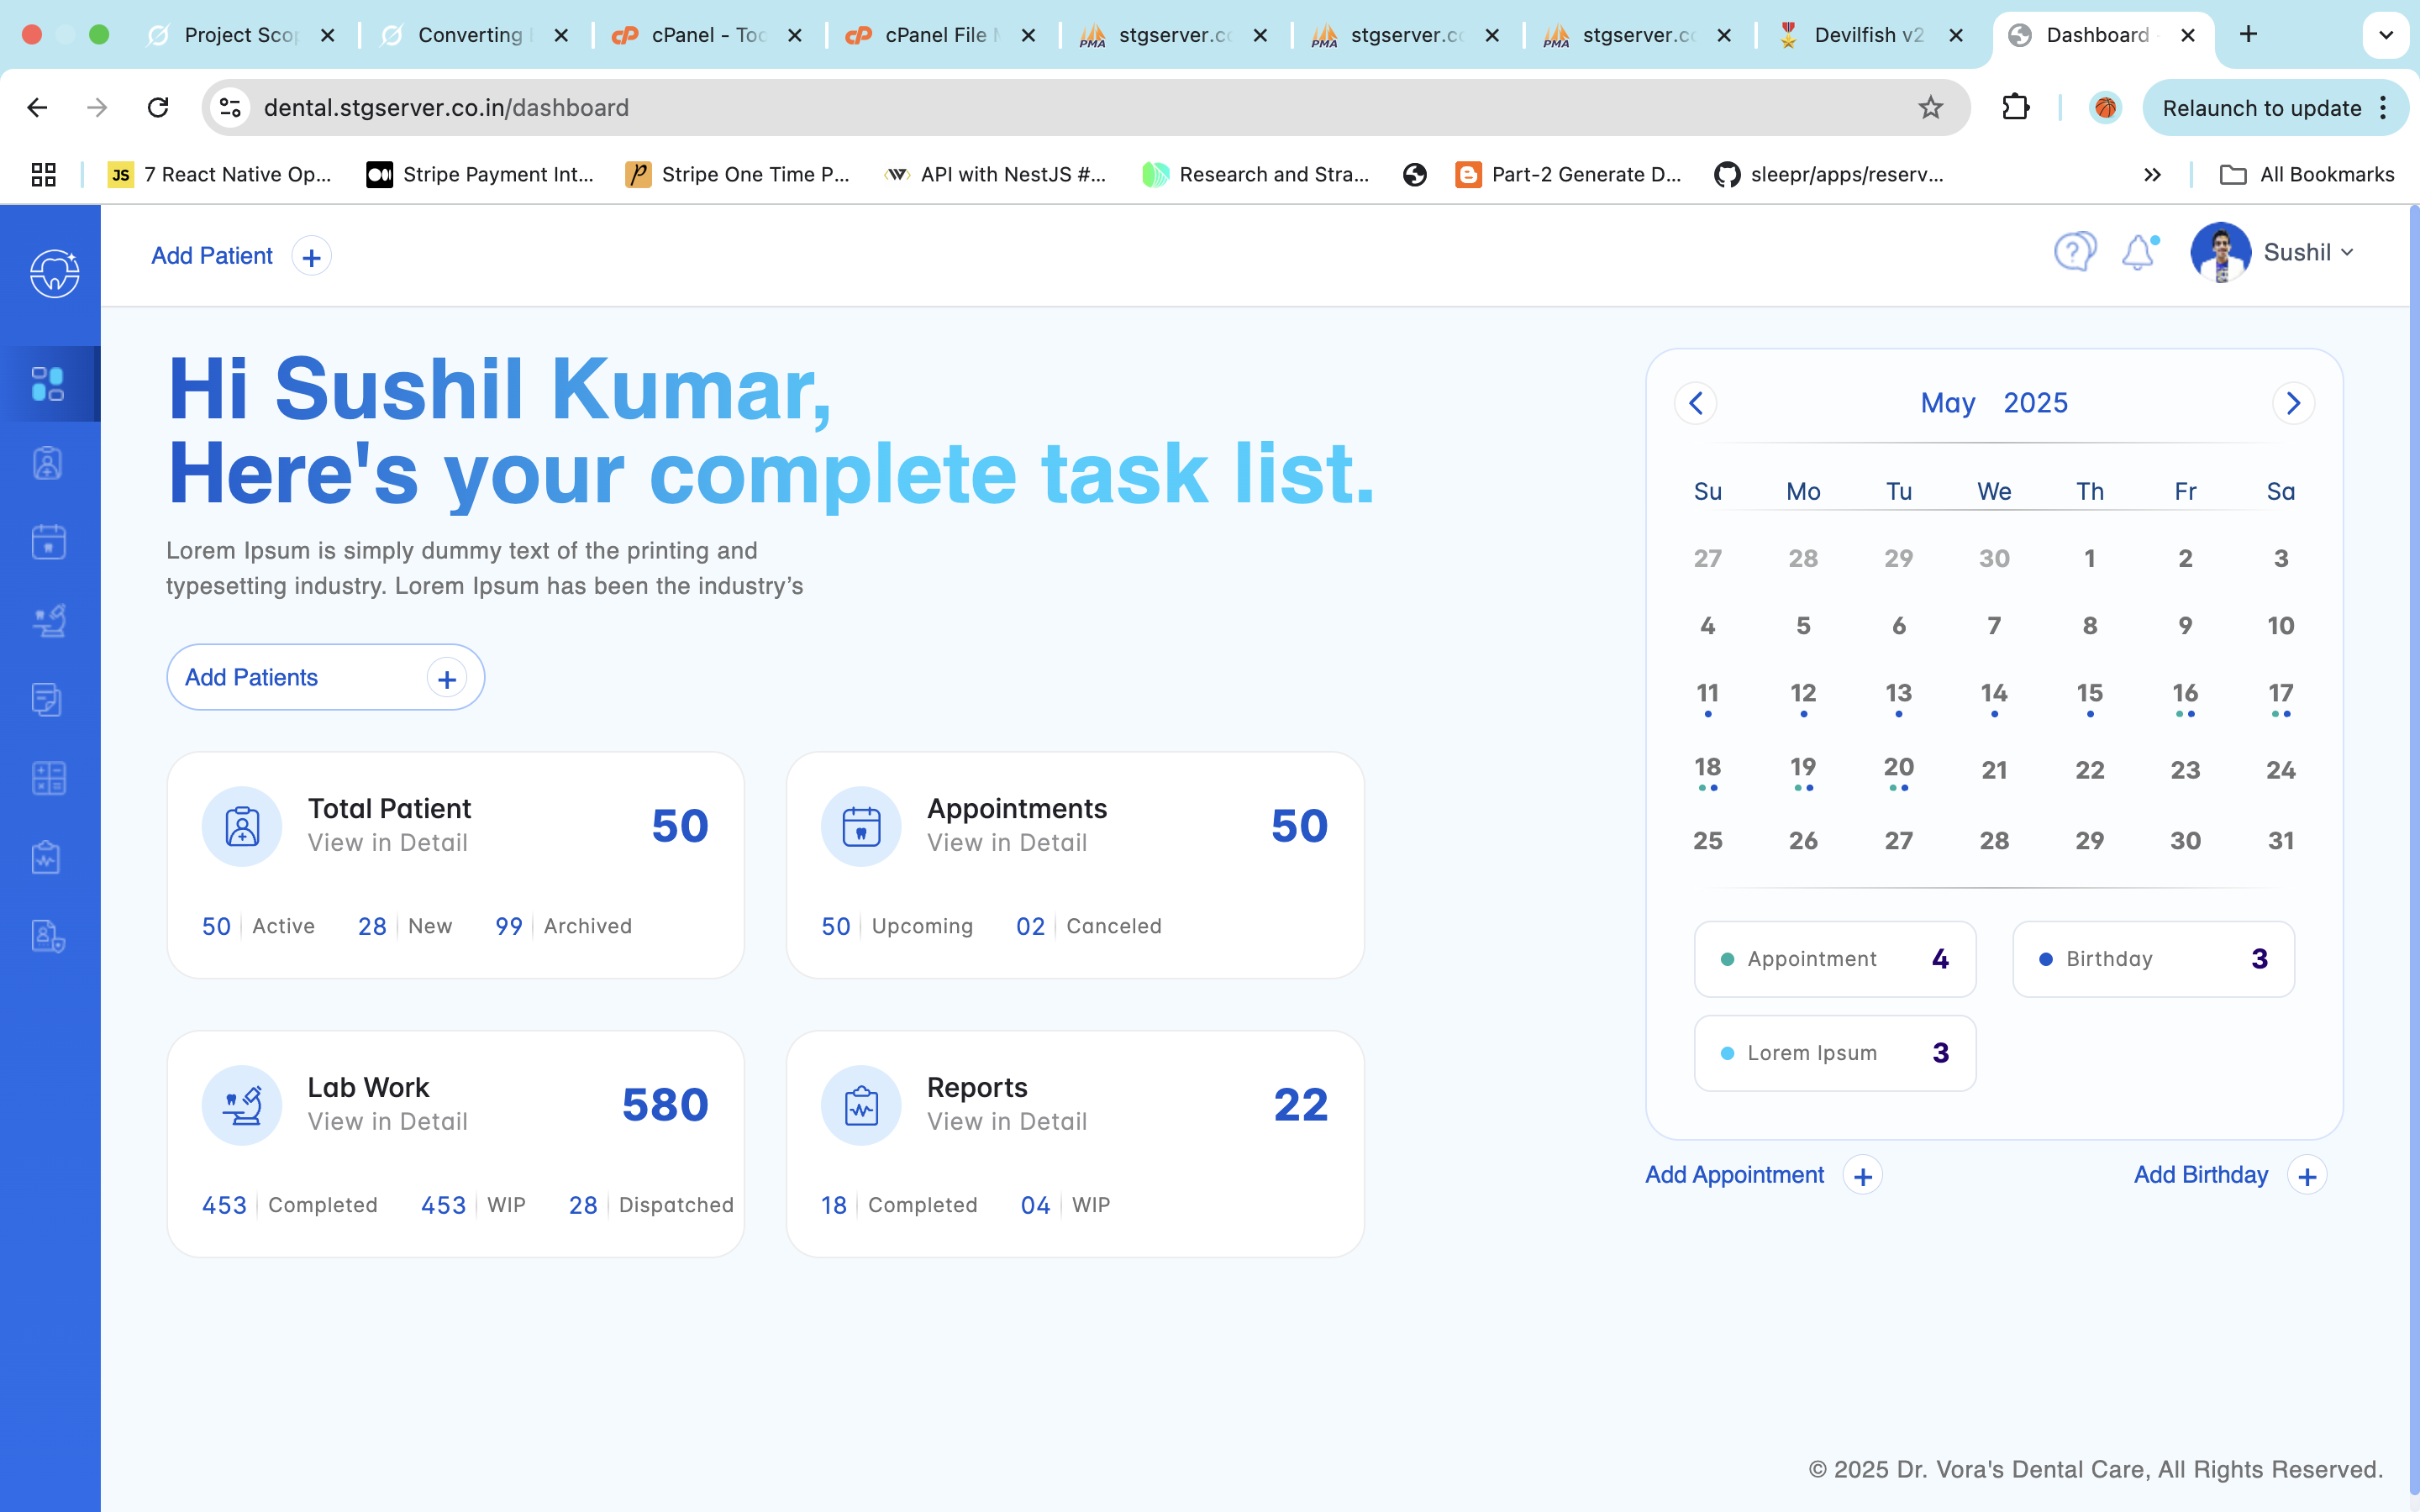 Project Scop
Converting
cPanel - Too
cPanel File M
stgserver.co
stgserver.co
stgserver.co
Devilfish v2
Dashboard
dental.stgserver.co.in/dashboard
Relaunch to update
JS 7 React Native Op...
Stripe Payment Int...
Stripe One Time P...
API with NestJS #...
Research and Stra...
Part-2 Generate D...
sleepr/apps/reserv...
All Bookmarks
Add Patient
Sushil
Hi Sushil Kumar,
Here's your complete task list.
Lorem Ipsum is simply dummy text of the printing and
typesetting industry. Lorem Ipsum has been the industry’s
Add Patients
Total Patient
View in Detail
50
50 Active 28 New 99 Archived
Appointments
View in Detail
50
50 Upcoming 02 Canceled
Lab Work
View in Detail
580
453 Completed 453 WIP 28 Dispatched
Reports
View in Detail
22
18 Completed 04 WIP
May 2025
Su Mo Tu We Th Fr Sa
27 28 29 30 1 2 3
4 5 6 7 8 9 10
11 12 13 14 15 16 17
18 19 20 21 22 23 24
25 26 27 28 29 30 31
Appointment 4
Birthday 3
Lorem Ipsum 3
Add Appointment
Add Birthday
© 2025 Dr. Vora's Dental Care, All Rights Reserved.